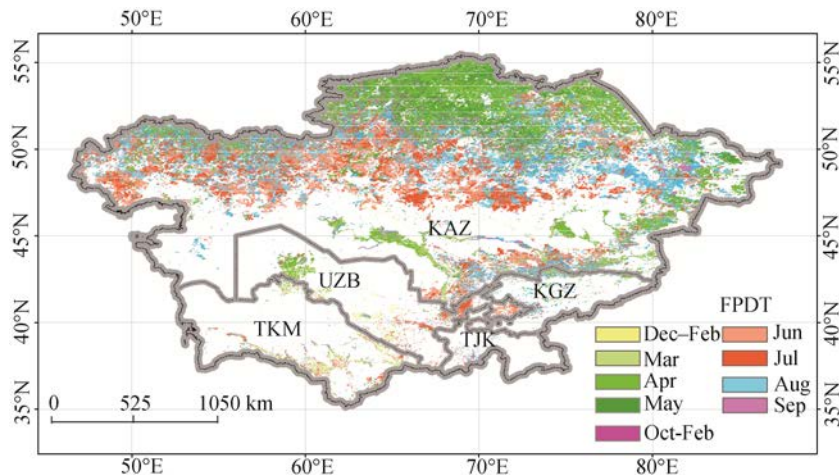 50°E 60°E 70°E 80°E
55°N 55°N
50°N 50°N
45°N KAZ 45°N
UZB KGZ
40°N TKM TJK 40°N
35°N 35°N
FPDT
Dec–Feb Jun
Mar Jul
Apr Aug
May Sep
Oct-Feb
0 525 1050 km
50°E 60°E 70°E 80°E